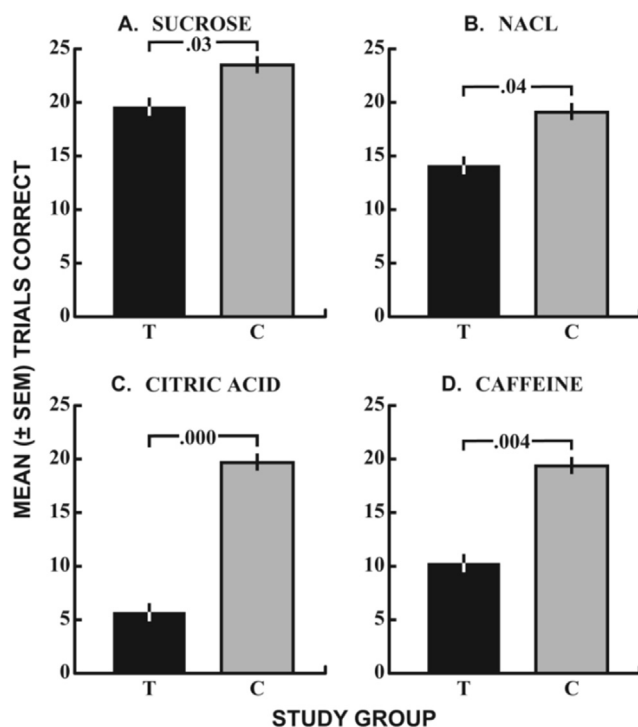 A. SUCROSE
.03
25
20
15
10
5
0
T C
B. NACL
.04
25
20
15
10
5
0
T C
C. CITRIC ACID
.000
25
20
15
10
5
0
T C
D. CAFFEINE
.004
25
20
15
10
5
0
T C
MEAN (± SEM) TRIALS CORRECT
STUDY GROUP